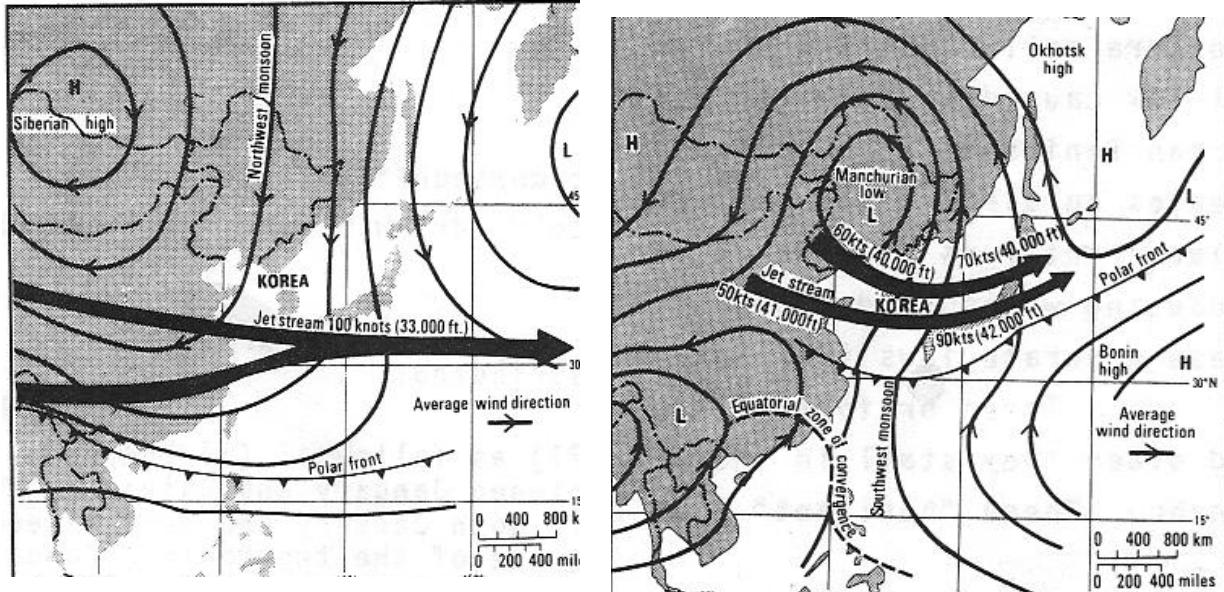 H
Siberian high
Northwest monsoon
L
45
KOREA
Jet stream 100 knots (33,000 ft.)
30
Average wind direction
Polar front
15
0 400 800 k
0 200 400 mil
Okhotsk
high
H
H
Manchurian
low
L
L
45°
60kts (40,000 ft)
70kts (40,000 ft)
Polar front
Jet stream
50kts (41,000ft)
KOREA
90kts (42,000 ft)
Bonin
high
H
30°N
L
Equatorial zone of
convergence
Southwest monsoon
Average
wind direction
15°
0 400 800 km
0 200 400 miles